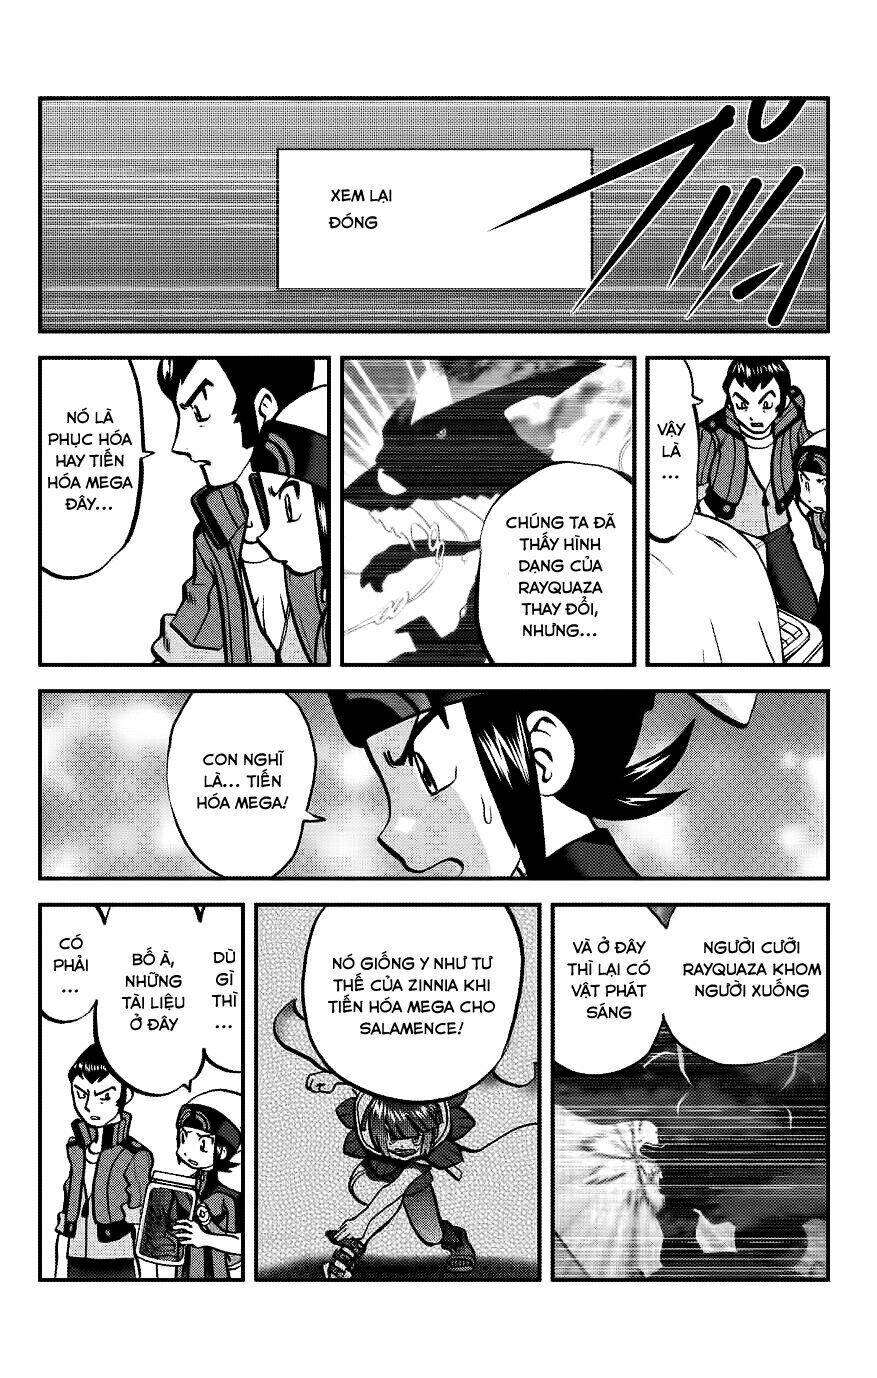 XEM LẠI
ĐÓNG
VẬY
LÀ
...
CHÚNG TA ĐÃ
THẤY HÌNH
DẠNG CỦA
RAYQUAZA
THAY ĐỔI,
NHƯNG...
NÓ LÀ
PHỤC HÓA
HAY TIẾN
HÓA MEGA
ĐÂY...
CON NGHĨ
LÀ... TIẾN
HÓA MEGA!
NGƯỜI CƯỠI
RAYQUAZA KHOM
NGƯỜI XUỐNG
VÀ Ở ĐÂY
THÌ LẠI CÓ
VẬT PHÁT
SÁNG
NÓ GIỐNG Y NHƯ TƯ
THẾ CỦA ZINNIA KHI
TIẾN HÓA MEGA CHO
SALAMENCE!
DÙ
GÌ
THÌ
...
BỐ À,
NHỮNG
TÀI LIỆU
Ở ĐÂY
CÓ
PHẢI
...